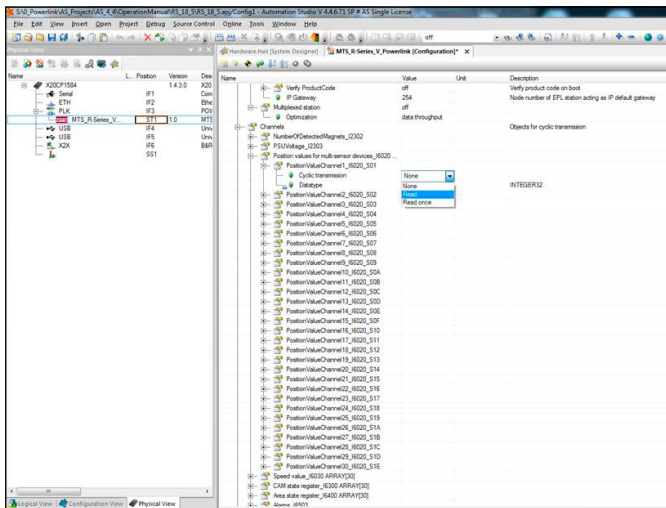 S:\0_Powerlink\AS_Projects\AS_4_4\OperationManual\RS_18_S\RS_18_S.apj/Config1 - Automation Studio V 4.4.6.71 SP # AS Single License
File Edit View Insert Open Project Debug Source Control Online Tools Window Help
off
Physical View
Hardware.hwl [System Designer] MTS_R-Series_V_Powerlink [Configuration]* X
Name L... Position Version Des
X20CP1584 1.4.3.0 X20
Serial IF1 Com
ETH IF2 Ethe
PLK IF3 POV
MTS_R-Series_V... ST1 1.0 MTS
USB IF4 Univ
USB IF5 Univ
X2X IF6 B&R
SS1
Name Value Unit Description
Verify ProductCode off Verify product code on boot
IP Gateway 254 Node number of EPL station acting as IP default gateway
Multiplexed station off
Optimization data throughput
Channels Objects for cyclic transmission
NumberOfDetectedMagnets_I2302
PSUVoltage_I2303
Position values for multi-sensor devices_I6020 ...
PositionValueChannel1_I6020_S01
Cyclic transmission None
Datatype None INTEGER32
Read
Read once
PositionValueChannel2_I6020_S02
PositionValueChannel3_I6020_S03
PositionValueChannel4_I6020_S04
PositionValueChannel5_I6020_S05
PositionValueChannel6_I6020_S06
PositionValueChannel7_I6020_S07
PositionValueChannel8_I6020_S08
PositionValueChannel9_I6020_S09
PositionValueChannel10_I6020_S0A
PositionValueChannel11_I6020_S0B
PositionValueChannel12_I6020_S0C
PositionValueChannel13_I6020_S0D
PositionValueChannel14_I6020_S0E
PositionValueChannel15_I6020_S0F
PositionValueChannel16_I6020_S10
PositionValueChannel17_I6020_S11
PositionValueChannel18_I6020_S12
PositionValueChannel19_I6020_S13
PositionValueChannel20_I6020_S14
PositionValueChannel21_I6020_S15
PositionValueChannel22_I6020_S16
PositionValueChannel23_I6020_S17
PositionValueChannel24_I6020_S18
PositionValueChannel25_I6020_S19
PositionValueChannel26_I6020_S1A
PositionValueChannel27_I6020_S1B
PositionValueChannel28_I6020_S1C
PositionValueChannel29_I6020_S1D
PositionValueChannel30_I6020_S1E
Speed value_I6030 ARRAY[30]
CAM state register_I6300 ARRAY[30]
Area state register_I6400 ARRAY[30]
Alarms_I6503
Logical View Configuration View Physical View